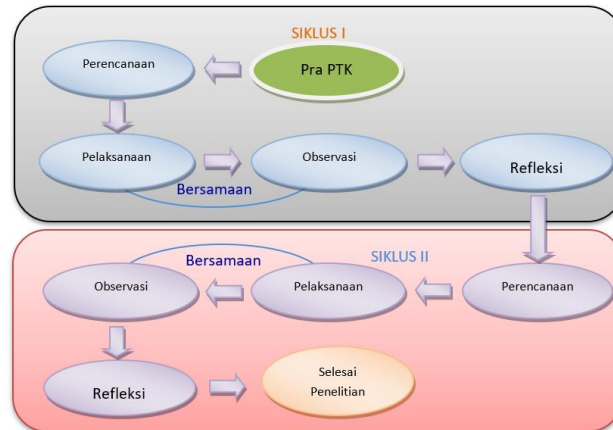 SIKLUS I
Pra PTK
Perencanaan
Pelaksanaan
Observasi
Refleksi
Bersamaan
SIKLUS II
Bersamaan
Perencanaan
Pelaksanaan
Observasi
Refleksi
Selesai
Penelitian